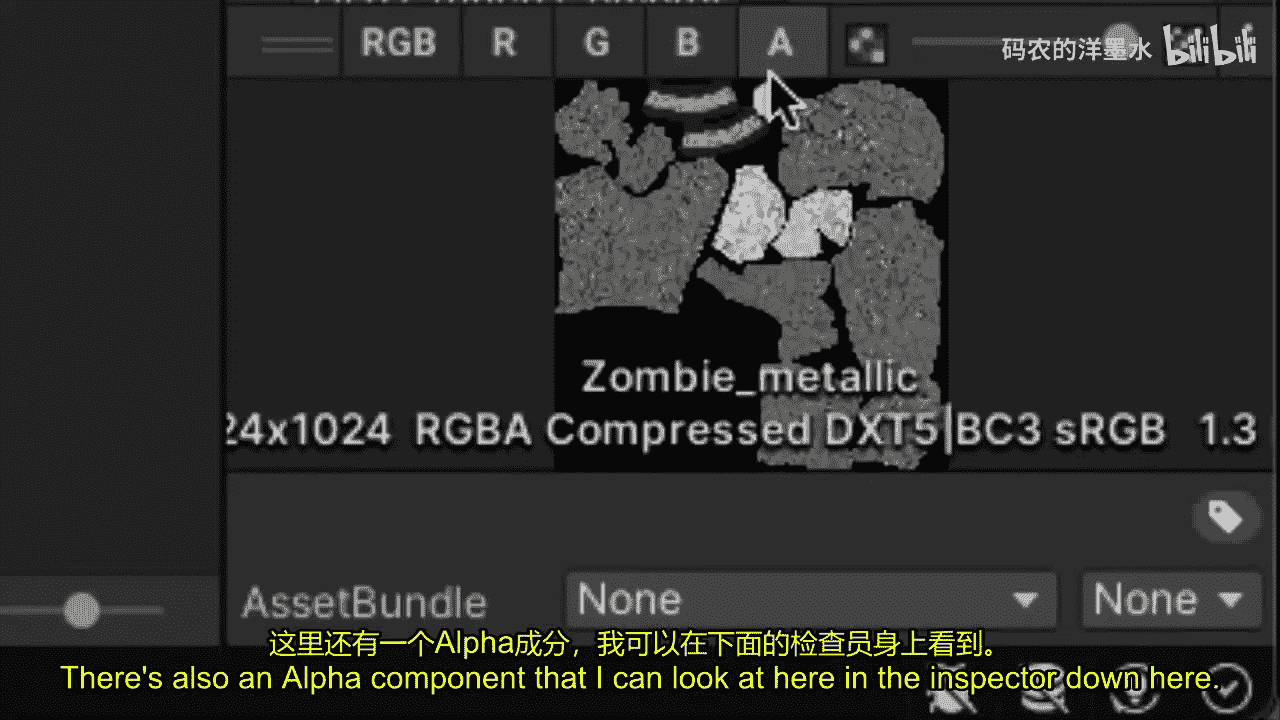 RGB R G B A
码农的洋墨水 bilibili
Zombie_metallic
24x1024 RGBA Compressed DXT5|BC3 sRGB 1.3
AssetBundle None None
这里还有一个Alpha成分，我可以在下面的检查员身上看到。
There's also an Alpha component that I can look at here in the inspector down here.